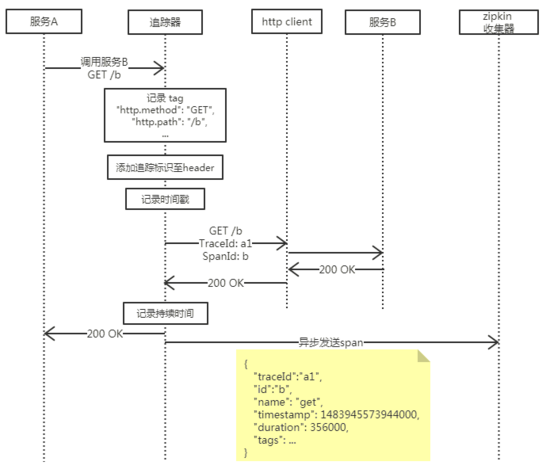 服务A
追踪器
http client
服务B
zipkin
收集器
调用服务B
GET /b
记录 tag
"http.method": "GET",
"http.path": "/b",
...
添加追踪标识至header
记录时间戳
GET /b
TraceId: a1
SpanId: b
200 OK
200 OK
记录持续时间
200 OK
异步发送span
{
"traceId":"a1",
"id":"b",
"name": "get",
"timestamp": 1483945573944000,
"duration": 356000,
"tags": ...
}